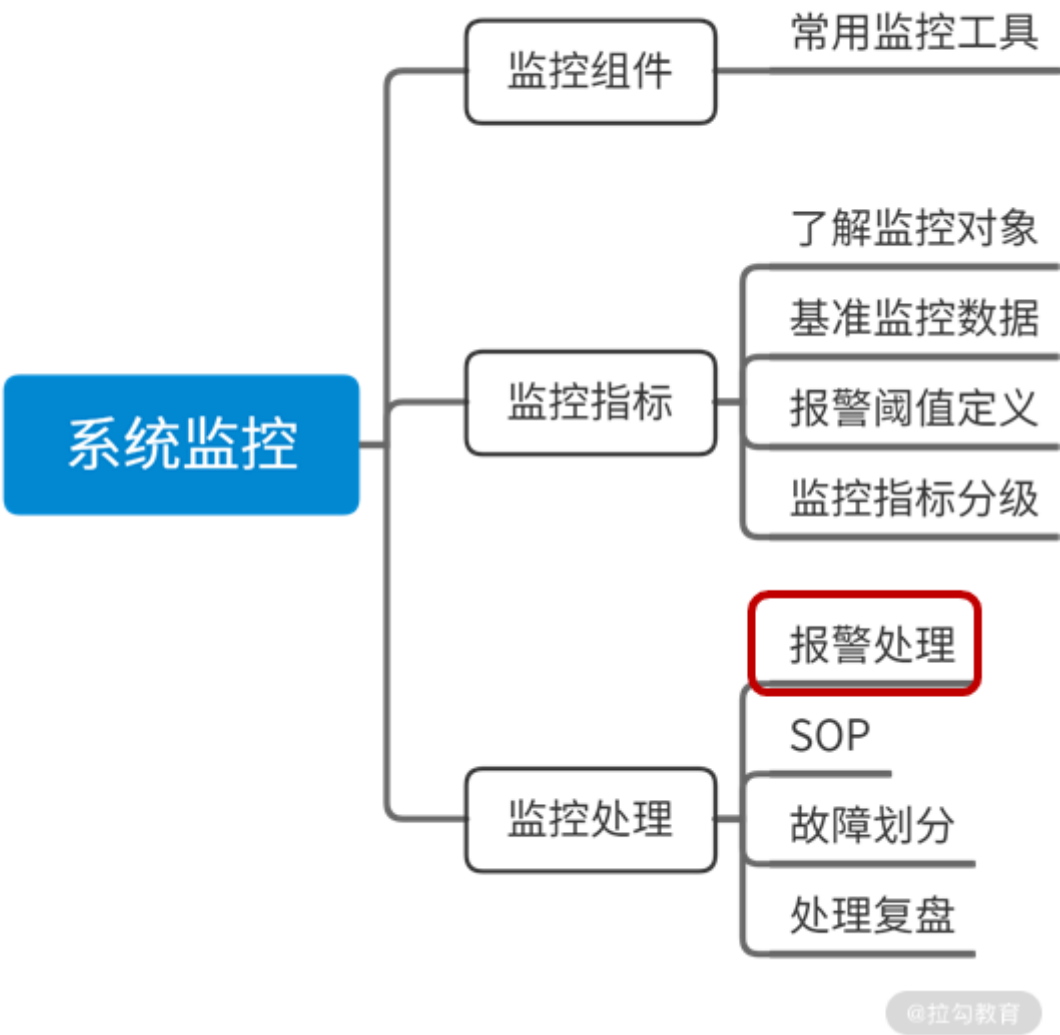 系统监控
监控组件
常用监控工具
监控指标
了解监控对象
基准监控数据
报警阈值定义
监控指标分级
监控处理
报警处理
SOP
故障划分
处理复盘
@拉勾教育